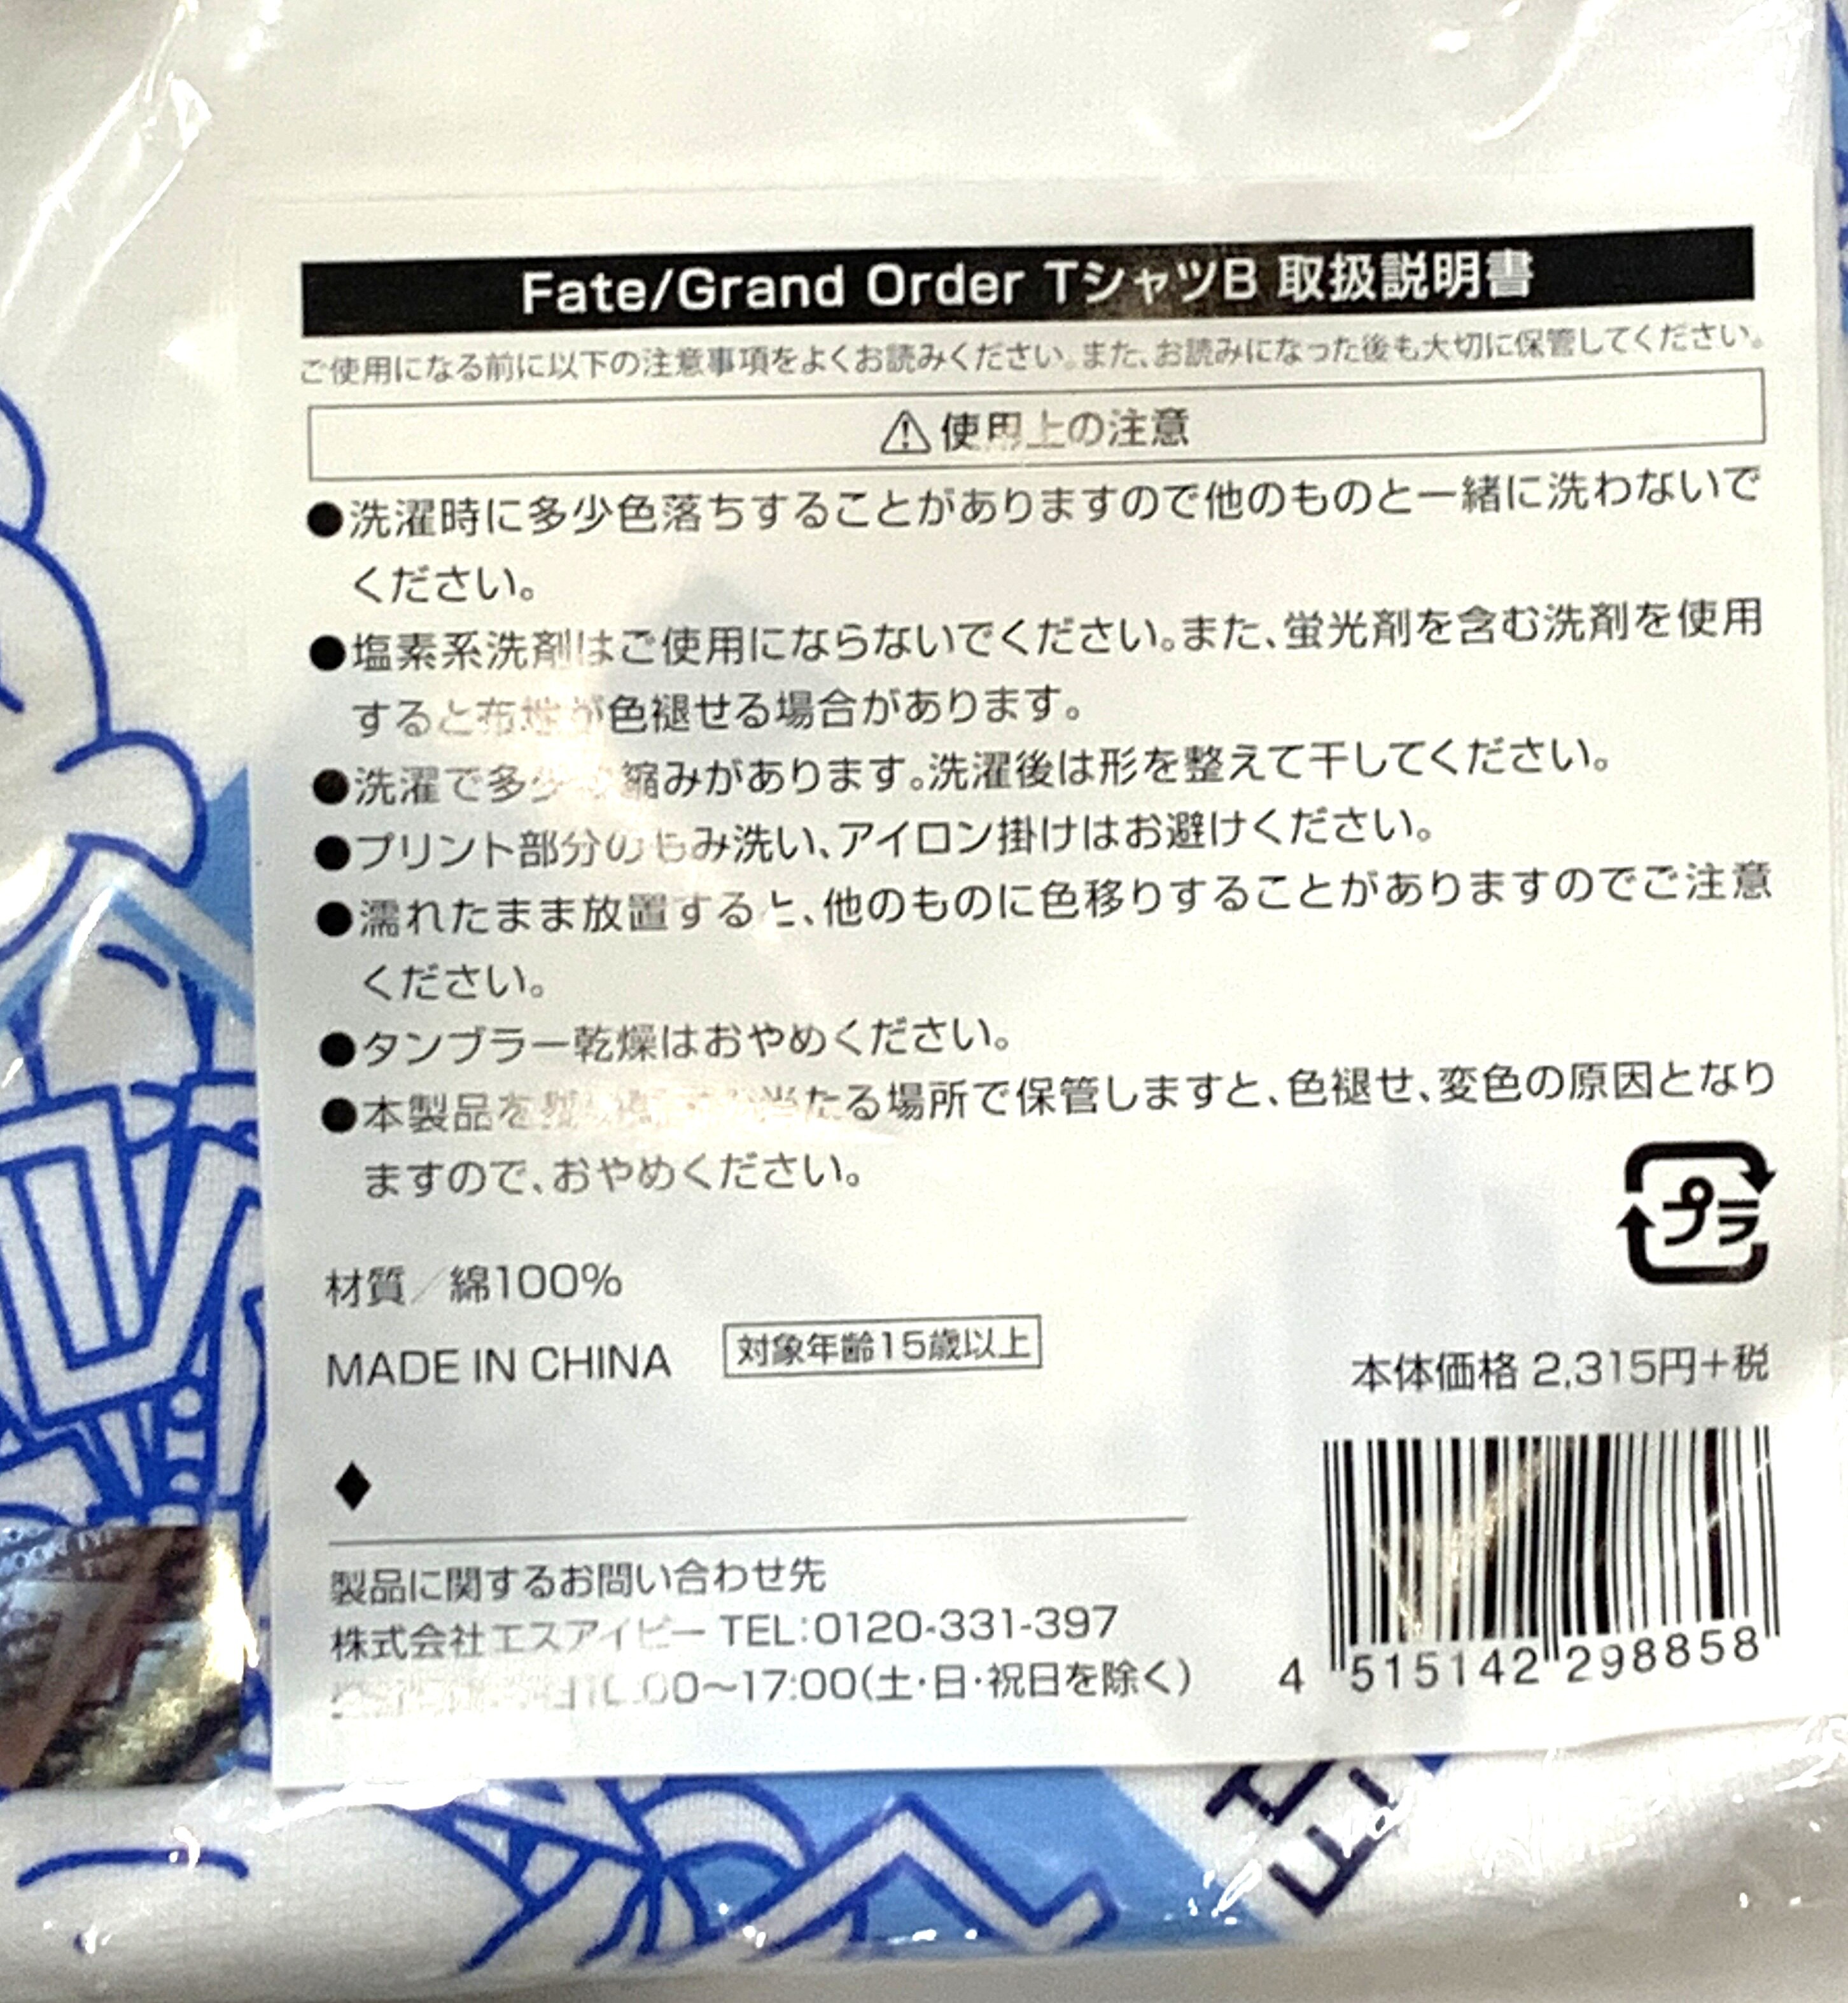 Fate/Grand Order TシャツB 取扱説明書
ご使用になる前に以下の注意事項をよくお読みください。また、お読みになった後も大切に保管してください。
⚠使用上の注意
●洗濯時に多少色落ちすることがありますので他のものと一緒に洗わないで
ください。
●塩素系洗剤はご使用にならないでください。また、蛍光剤を含む洗剤を使用
すると布地が色褪せる場合があります。
●洗濯で多少の縮みがあります。洗濯後は形を整えて干してください。
●プリント部分のもみ洗い、アイロン掛けはお避けください。
●濡れたまま放置すると、他のものに色移りすることがありますのでご注意
ください。
●タンブラー乾燥はおやめください。
●本製品を当たる場所で保管しますと、色褪せ、変色の原因となり
ますので、おやめください。
プラ
材質／綿100%
MADE IN CHINA
対象年齢15歳以上
本体価格 2,315円+税
♦
製品に関するお問い合わせ先
株式会社エスアイピー TEL:0120-331-397
10:00〜17:00(土・日・祝日を除く)
4 515142 298858